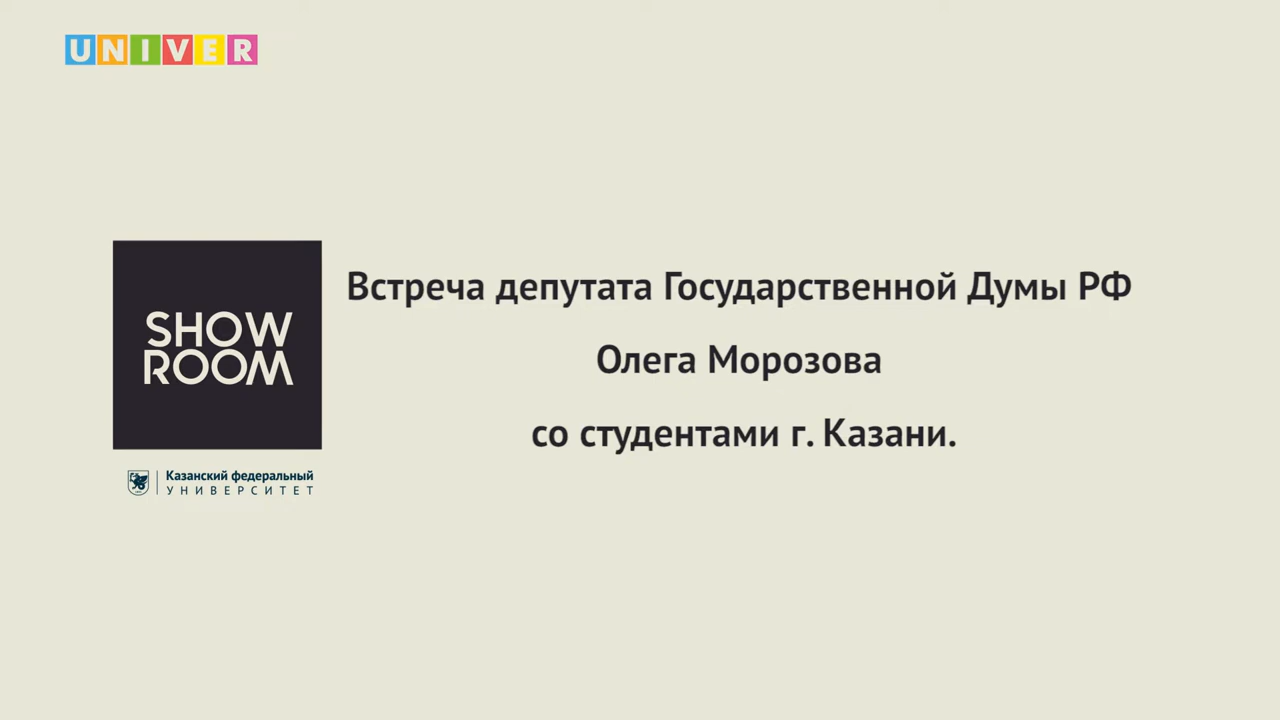 UNIVER
SHOW
ROOM
Казанский федеральный
УНИВЕРСИТЕТ
Встреча депутата Государственной Думы РФ
Олега Морозова
со студентами г. Казани.